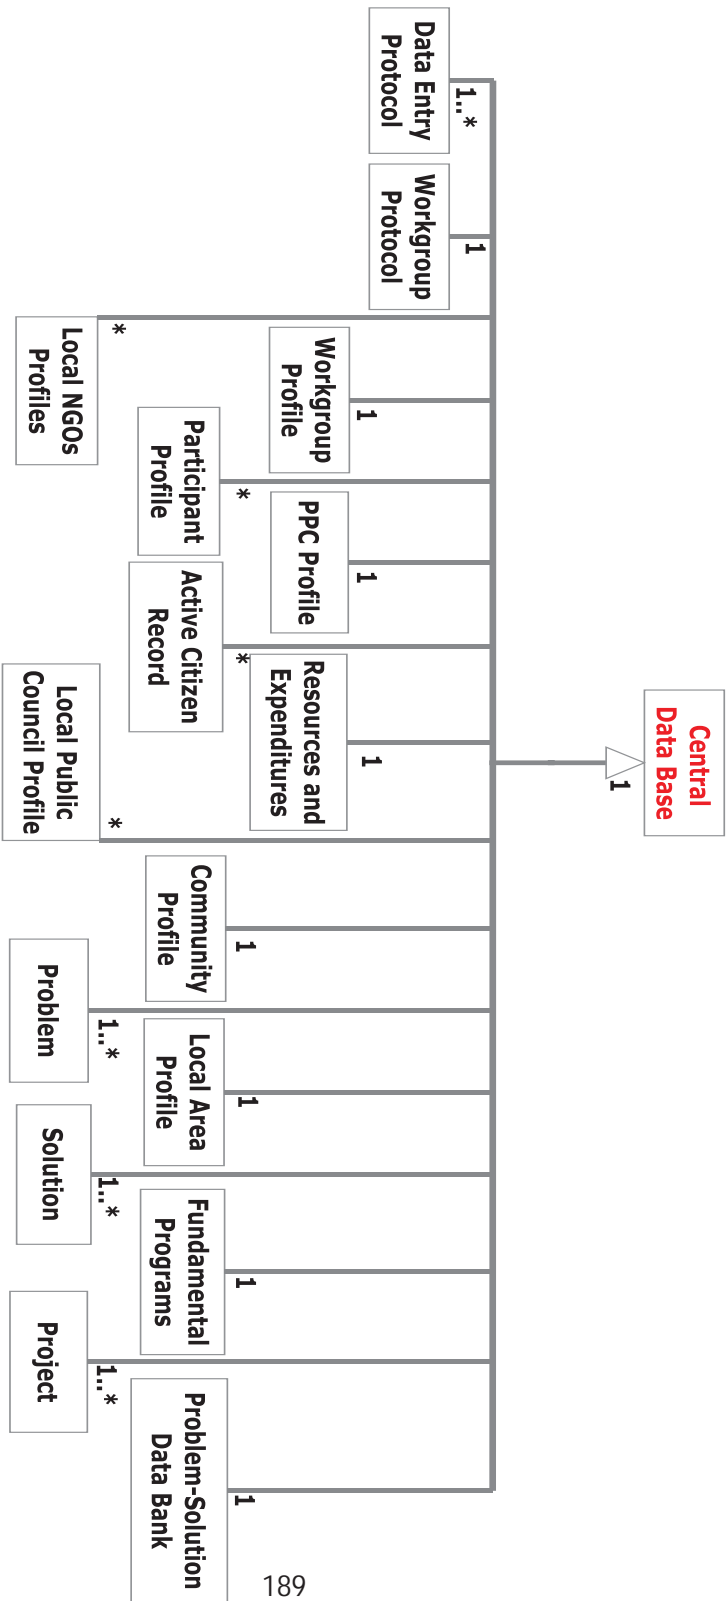 Central
Data Base
1
Data Entry
Protocol
1..*
Workgroup
Protocol
1
Local NGOs
Profiles
*
Workgroup
Profile
1
Participant
Profile
*
PPC Profile
1
Active Citizen
Record
*
Resources and
Expenditures
1
Local Public
Council Profile
*
Community
Profile
1
Problem
1..*
Local Area
Profile
1
Solution
1..*
Fundamental
Programs
1
Project
1..*
Problem-Solution
Data Bank
1
189